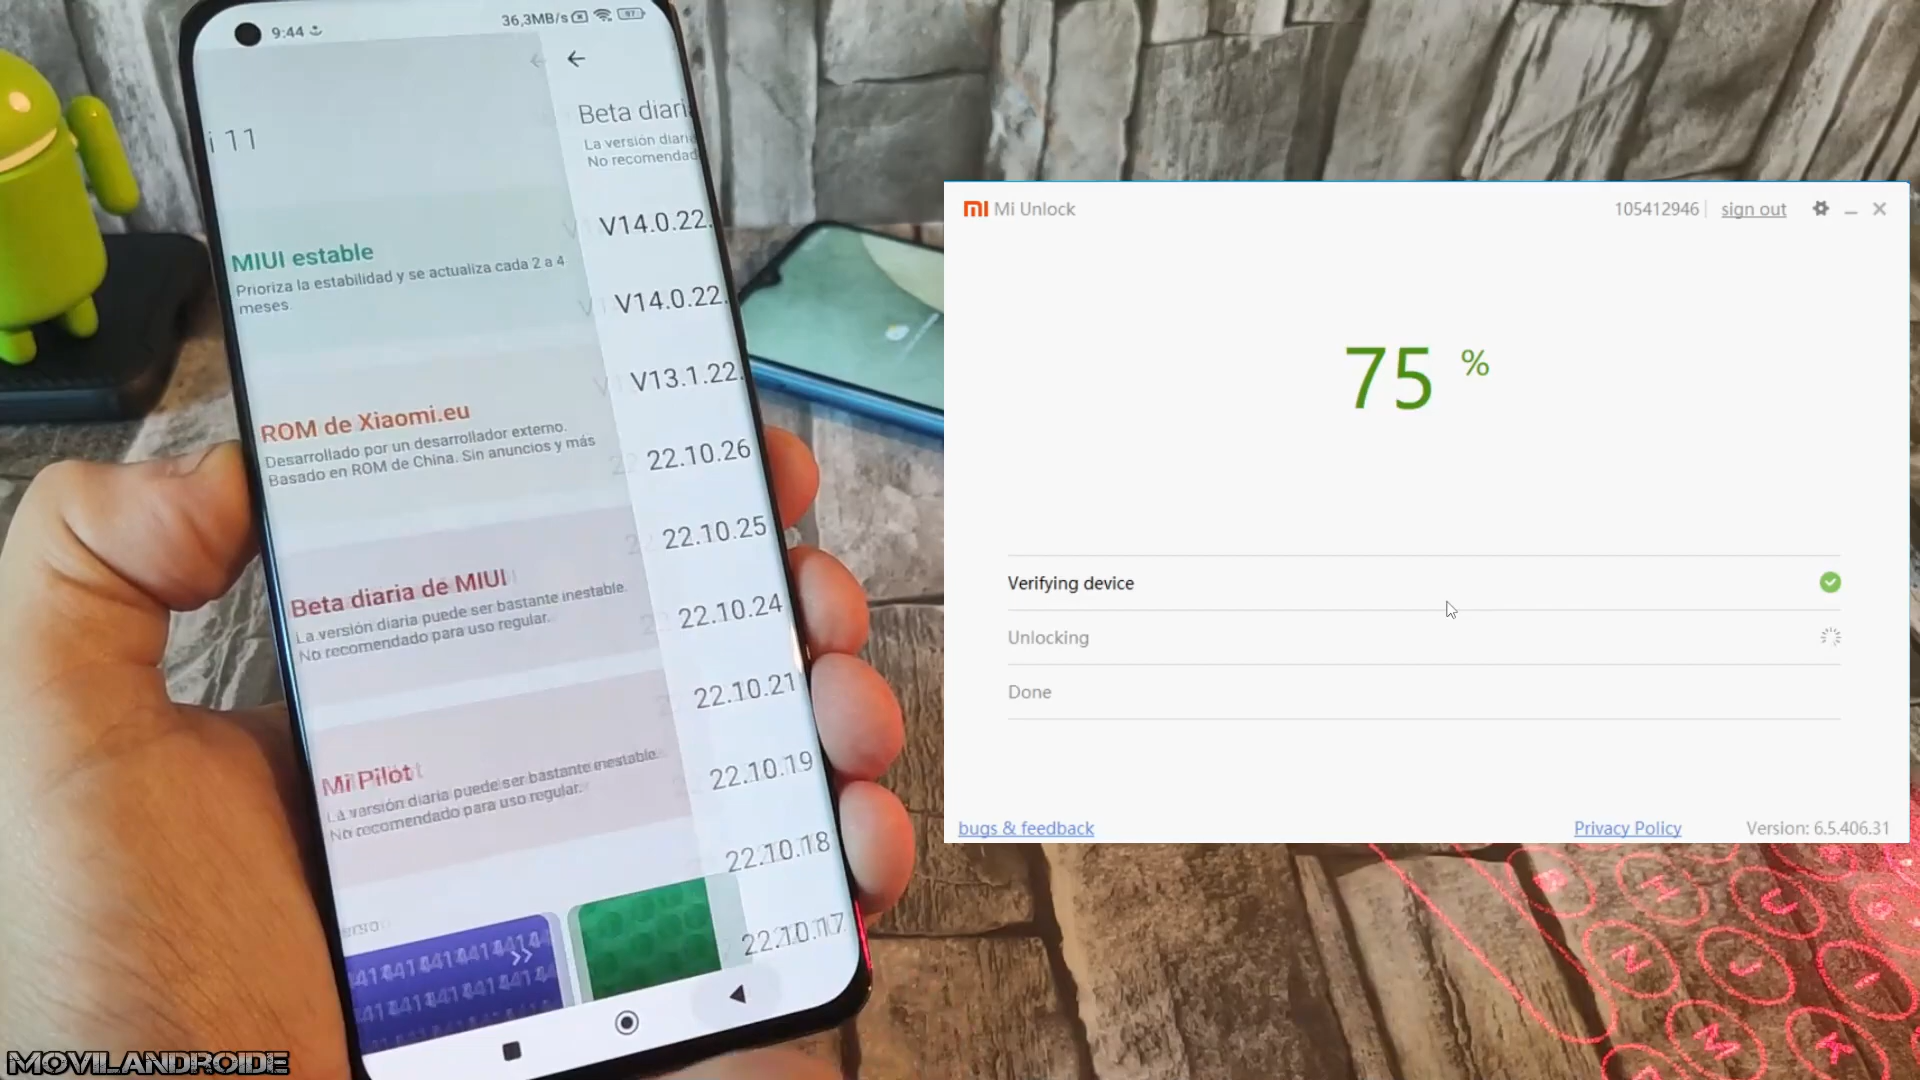 9:44
36,3MB/s
97
i 11
MIUI estable
Prioriza la estabilidad y se actualiza cada 2 a 4
meses.
ROM de Xiaomi.eu
Desarrollado por un desarrollador externo.
Basado en ROM de China. Sin anuncios y más
Beta diaria de MIUI
La versión diaria puede ser bastante inestable.
No recomendado para uso regular.
Mi Pilot
La versión diaria puede ser bastante inestable.
No recomendado para uso regular.
Beta diaria
La versión diaria
No recomendad
V14.0.22.
V14.0.22.
V13.1.22.
22.10.26
22.10.25
22.10.24
22.10.21
22.10.19
22.10.18
22.10.17
mi Mi Unlock
105412946
sign out
75 %
Verifying device
Unlocking
Done
bugs & feedback
Privacy Policy
Version: 6.5.406.31
B
H
N
J
M
K
MOVILANDROIDE